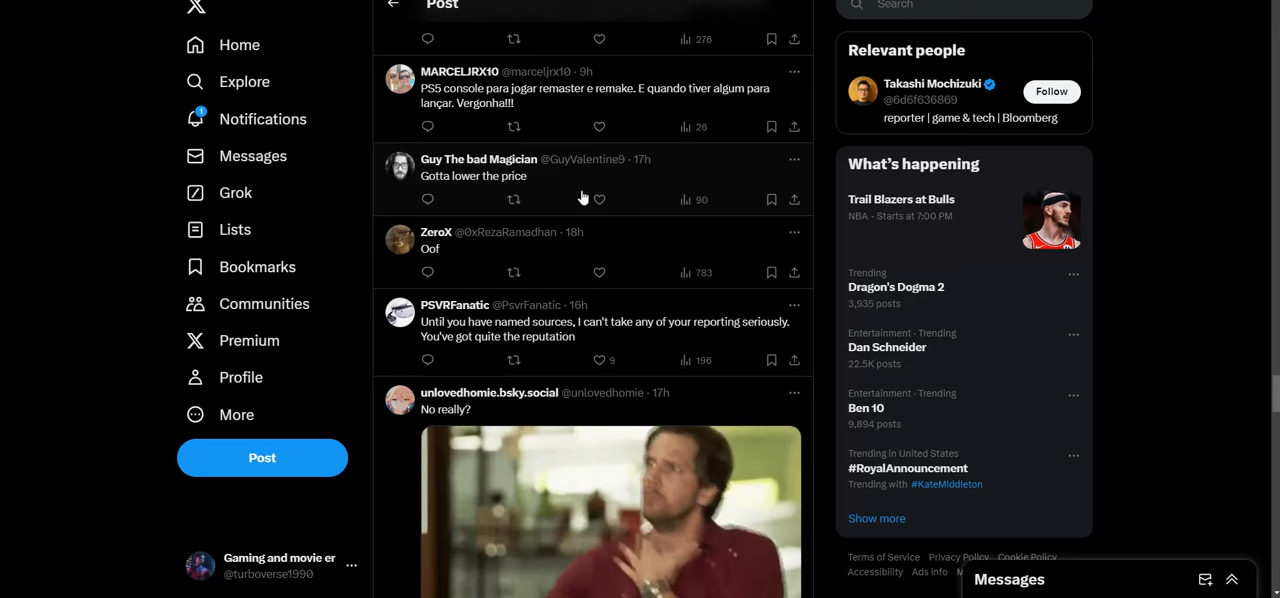 Home
Explore
1
Notifications
Messages
Grok
Lists
Bookmarks
Communities
Premium
Profile
More
Post
Gaming and movie er
@turboverse1990
Post
276
MARCELJRX10 @marceljrx10 · 9h
PS5 console para jogar remaster e remake. E quando tiver algum para
lançar. Vergonha!!!
26
Guy The bad Magician @GuyValentine9 · 17h
Gotta lower the price
90
ZeroX @0xRezaRamadhan · 18h
Oof
783
PSVRFanatic @PsvrFanatic · 16h
Until you have named sources, I can't take any of your reporting seriously.
You've got quite the reputation
9 196
unlovedhomie.bsky.social @unlovedhomie · 17h
No really?
Search
Relevant people
Takashi Mochizuki
@6d6f636869
Follow
reporter | game & tech | Bloomberg
What's happening
Trail Blazers at Bulls
NBA · Starts at 7:00 PM
Trending
Dragon's Dogma 2
3,935 posts
Entertainment · Trending
Dan Schneider
22.5K posts
Entertainment · Trending
Ben 10
9,894 posts
Trending in United States
#RoyalAnnouncement
Trending with #KateMiddleton
Show more
Terms of Service Privacy Policy Cookie Policy
Accessibility Ads info
Messages